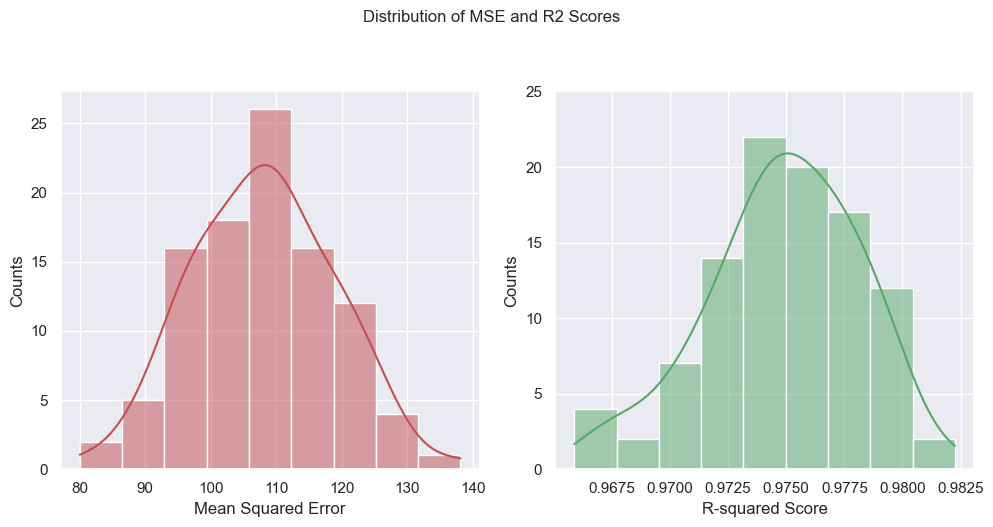 Distribution of MSE and R2 Scores
25
20
15
10
5
0
Counts
80 90 100 110 120 130 140
Mean Squared Error
25
20
15
10
5
0
Counts
0.9675 0.9700 0.9725 0.9750 0.9775 0.9800 0.9825
R-squared Score